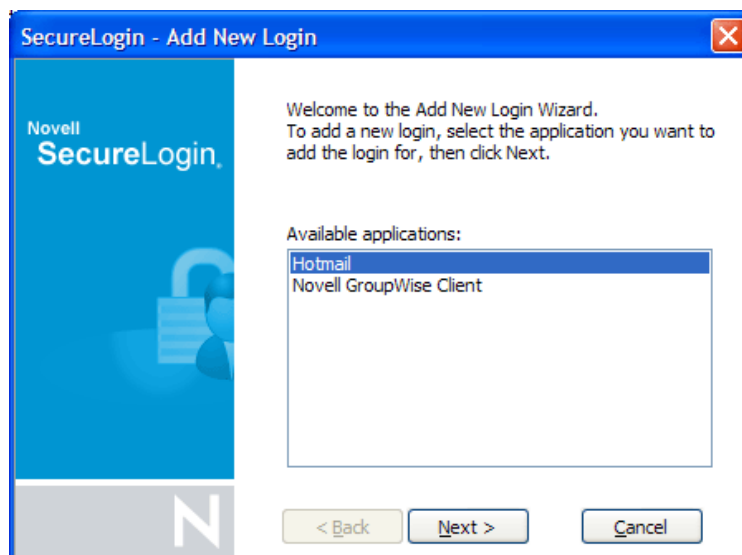 SecureLogin - Add New Login
Novell
SecureLogin®
Welcome to the Add New Login Wizard.
To add a new login, select the application you want to
add the login for, then click Next.
Available applications:
Hotmail
Novell GroupWise Client
N
< Back
Next >
Cancel